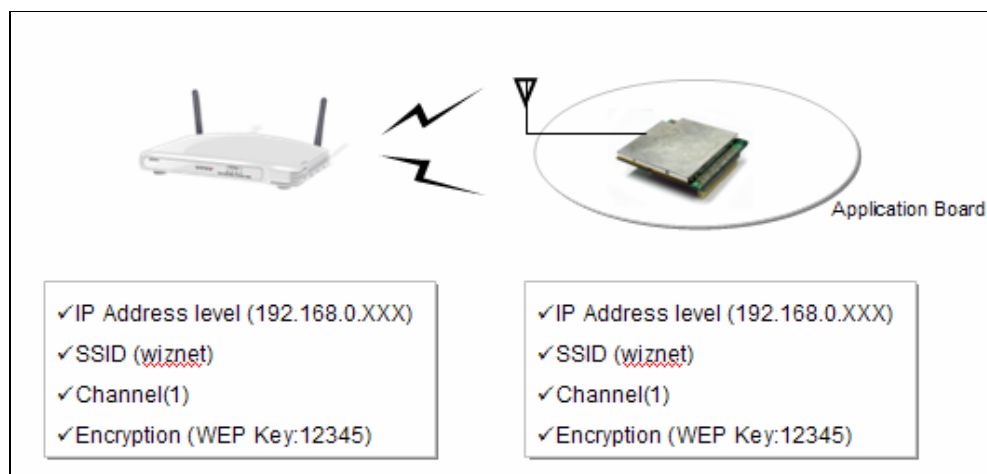 Application Board
✓IP Address level (192.168.0.XXX)
✓SSID (wiznet)
✓Channel(1)
✓Encryption (WEP Key:12345)
✓IP Address level (192.168.0.XXX)
✓SSID (wiznet)
✓Channel(1)
✓Encryption (WEP Key:12345)